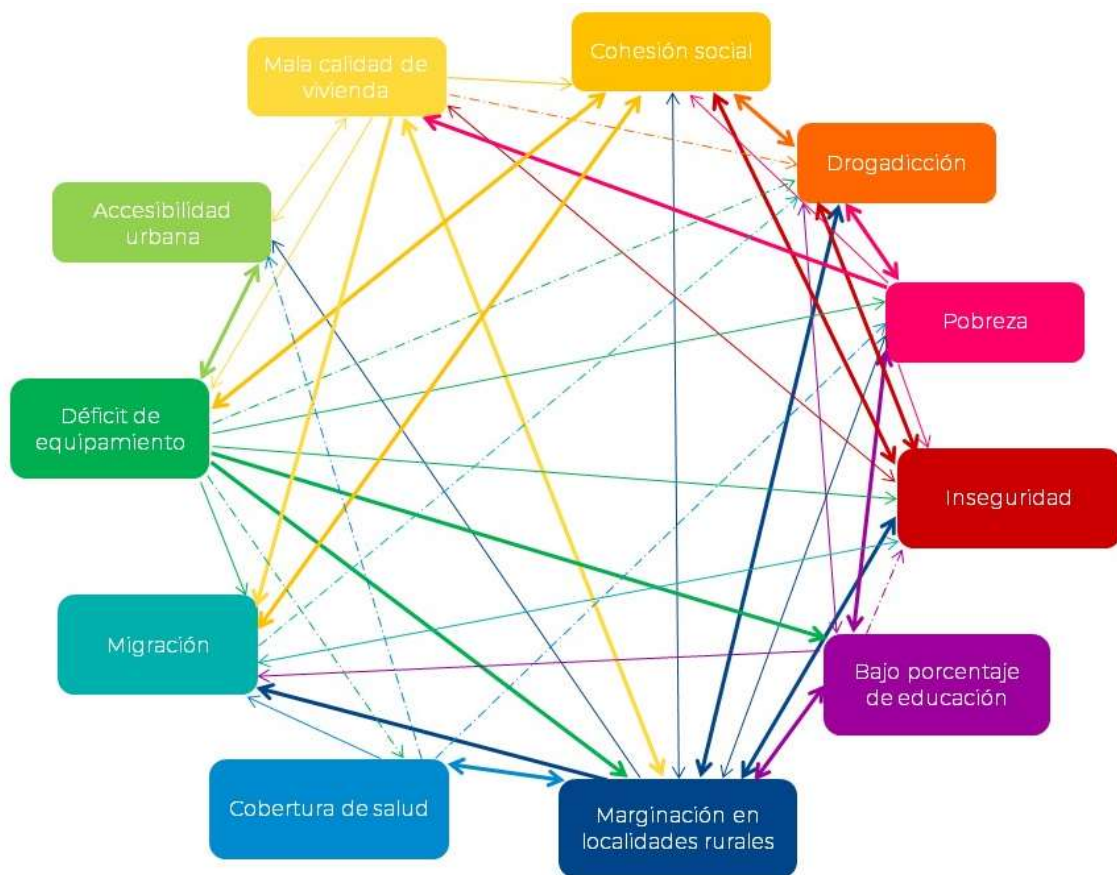 Cohesión social
Mala calidad de
vivienda
Drogadicción
Accesibilidad
urbana
Pobreza
Déficit de
equipamiento
Inseguridad
Migración
Bajo porcentaje
de educación
Cobertura de salud
Marginación en
localidades rurales